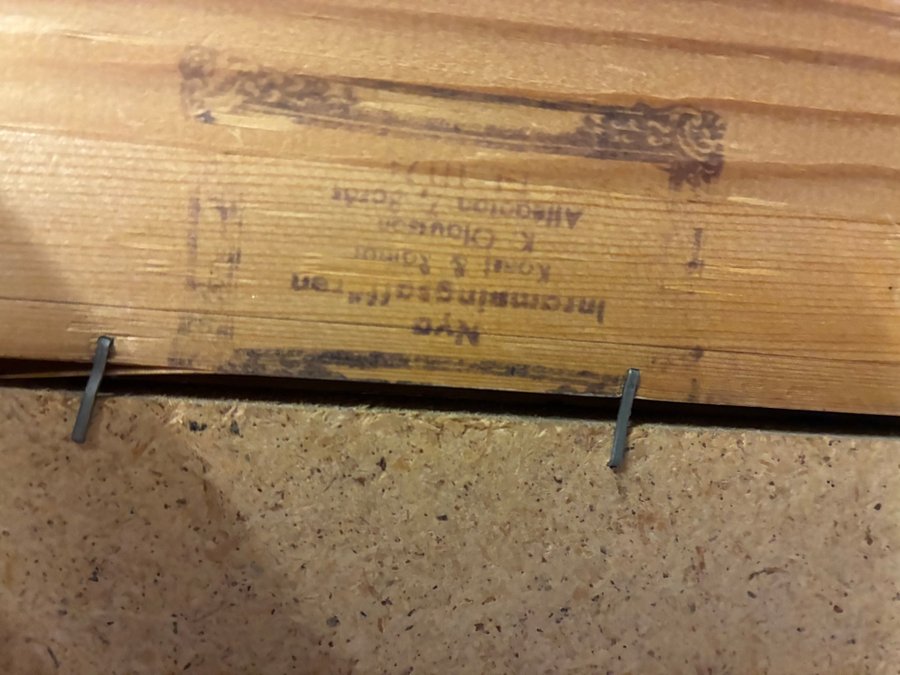 Nya
Inramningsaffären
Konst & Ramar
K. Olausson
Allégatan 7, Borås